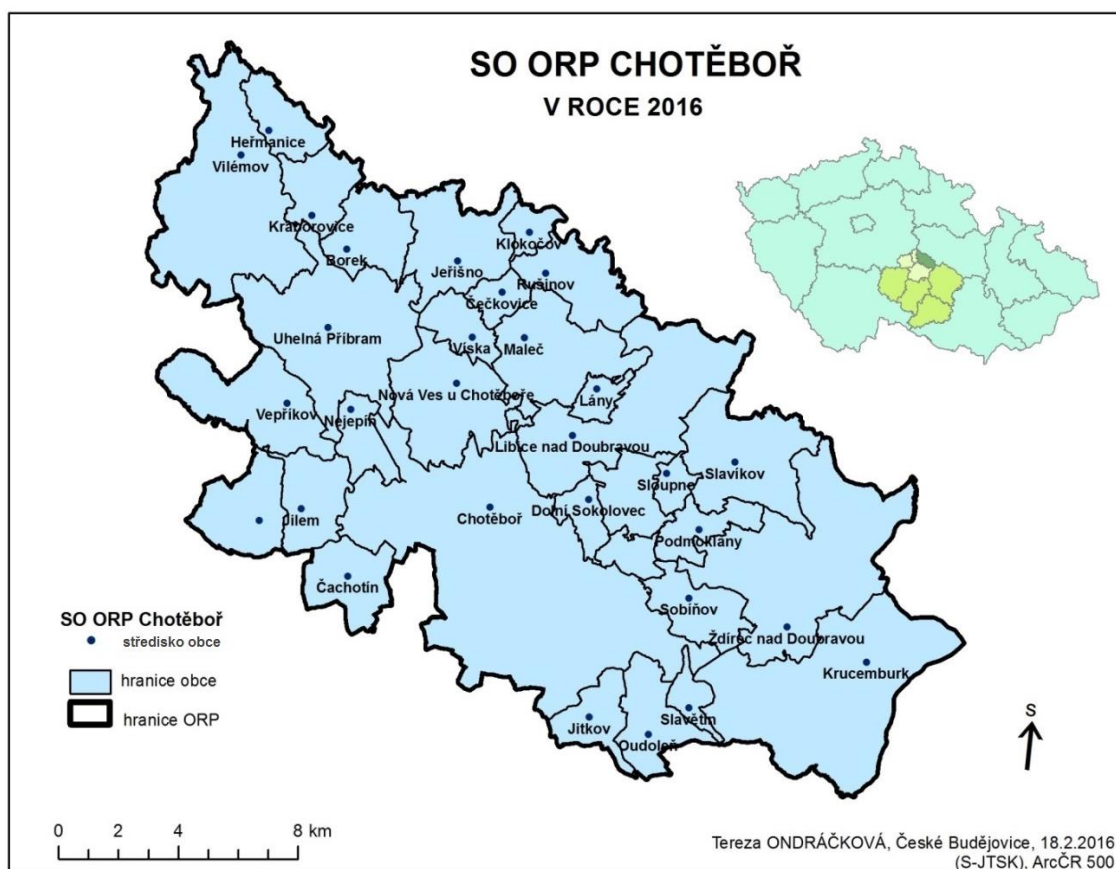 SO ORP CHOTĚBOŘ
V ROCE 2016
Heřmanice
Vilémov
Kraborovice
Borek
Klokočov
Jeřišno
Rušinov
Čečkovice
Uhelná Příbram
Víska
Maleč
Nová Ves u Chotěboře
Lány
Vepříkov
Nejepín
Libice nad Doubravou
Slavíkov
Sloupno
Jilem
Chotěboř
Dolní Sokolovec
Podmoklany
Čachotín
Sobíňov
Ždírec nad Doubravou
Krucemburk
Slavětín
Jitkov
Oudoleň
SO ORP Chotěboř
středisko obce
hranice obce
hranice ORP
S
0 2 4 8 km
Tereza ONDRÁČKOVÁ, České Budějovice, 18.2.2016
(S-JTSK), ArcČR 500